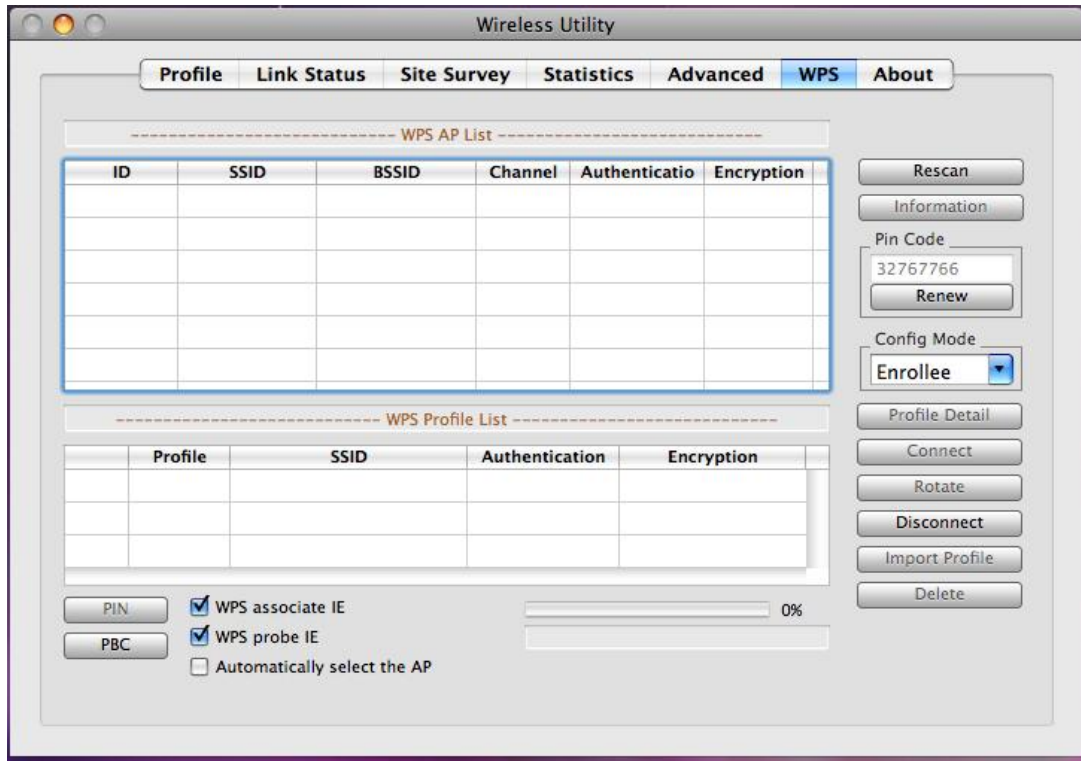 Wireless Utility
Profile Link Status Site Survey Statistics Advanced WPS About
---------------------------- WPS AP List ----------------------------
ID SSID BSSID Channel Authenticatio Encryption
Rescan
Information
Pin Code
32767766
Renew
Config Mode
Enrollee
---------------------------- WPS Profile List ----------------------------
Profile SSID Authentication Encryption
Profile Detail
Connect
Rotate
Disconnect
Import Profile
Delete
PIN
PBC
WPS associate IE
WPS probe IE
Automatically select the AP
0%